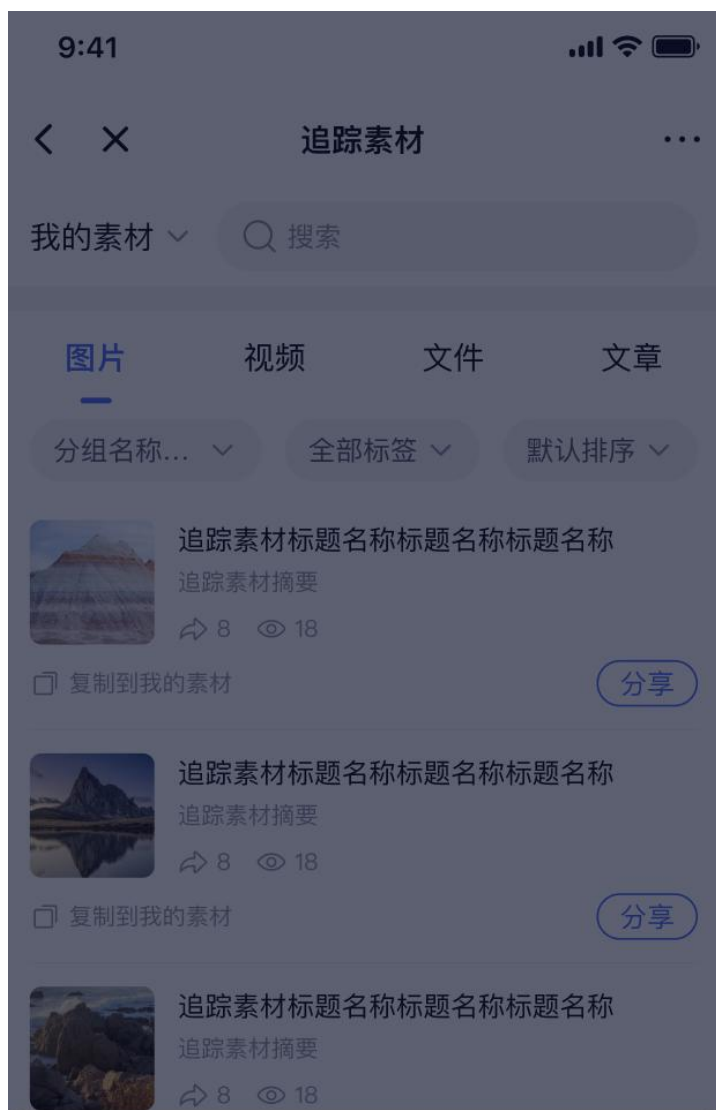 9:41
追踪素材
我的素材 搜索
图片 视频 文件 文章
分组名称... 全部标签 默认排序
追踪素材标题名称标题名称标题名称
追踪素材摘要
8 18
复制到我的素材 分享
追踪素材标题名称标题名称标题名称
追踪素材摘要
8 18
复制到我的素材 分享
追踪素材标题名称标题名称标题名称
追踪素材摘要
8 18